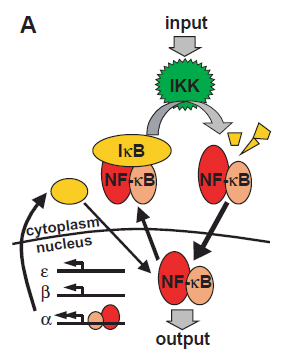 A
input
IKK
IκB
NF-κB
NF-κB
cytoplasm
nucleus
ε
β
α
NF-κB
output